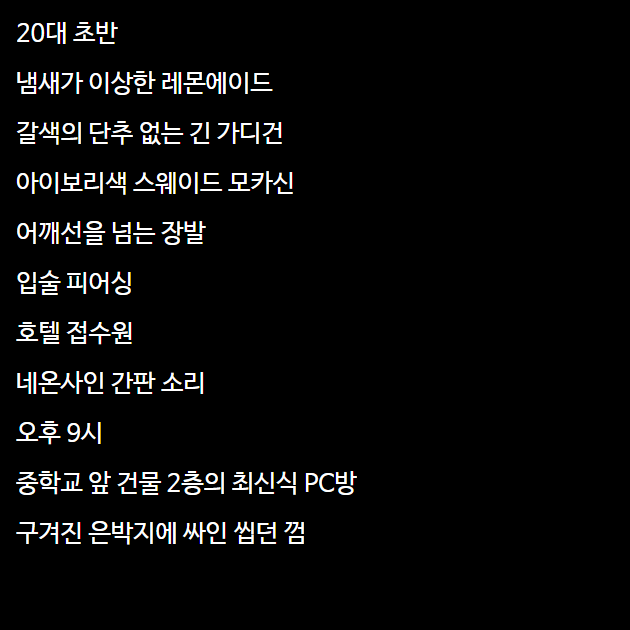 20대 초반
냄새가 이상한 레몬에이드
갈색의 단추 없는 긴 가디건
아이보리색 스웨이드 모카신
어깨선을 넘는 장발
입술 피어싱
호텔 접수원
네온사인 간판 소리
오후 9시
중학교 앞 건물 2층의 최신식 PC방
구겨진 은박지에 싸인 씹던 껌